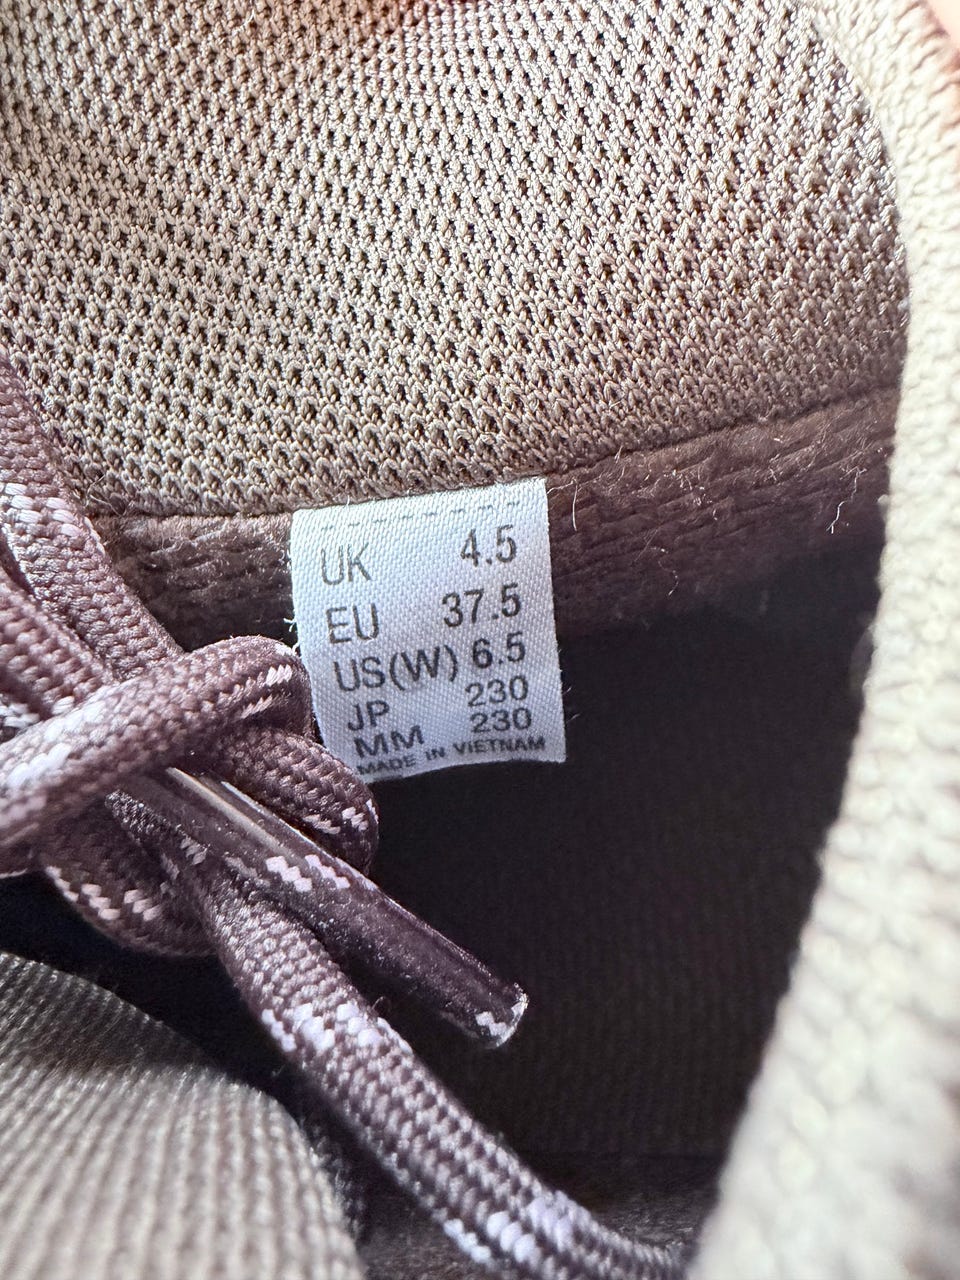 UK 4.5
EU 37.5
US(W) 6.5
JP 230
MM 230
MADE IN VIETNAM